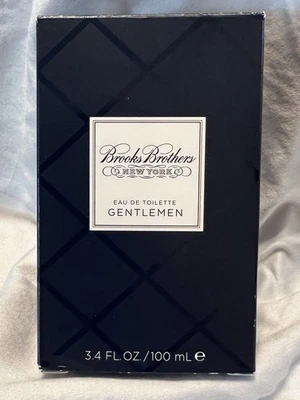 Brooks Brothers
NEW YORK
EAU DE TOILETTE
GENTLEMEN
3.4 FL.OZ./100 mL ℮